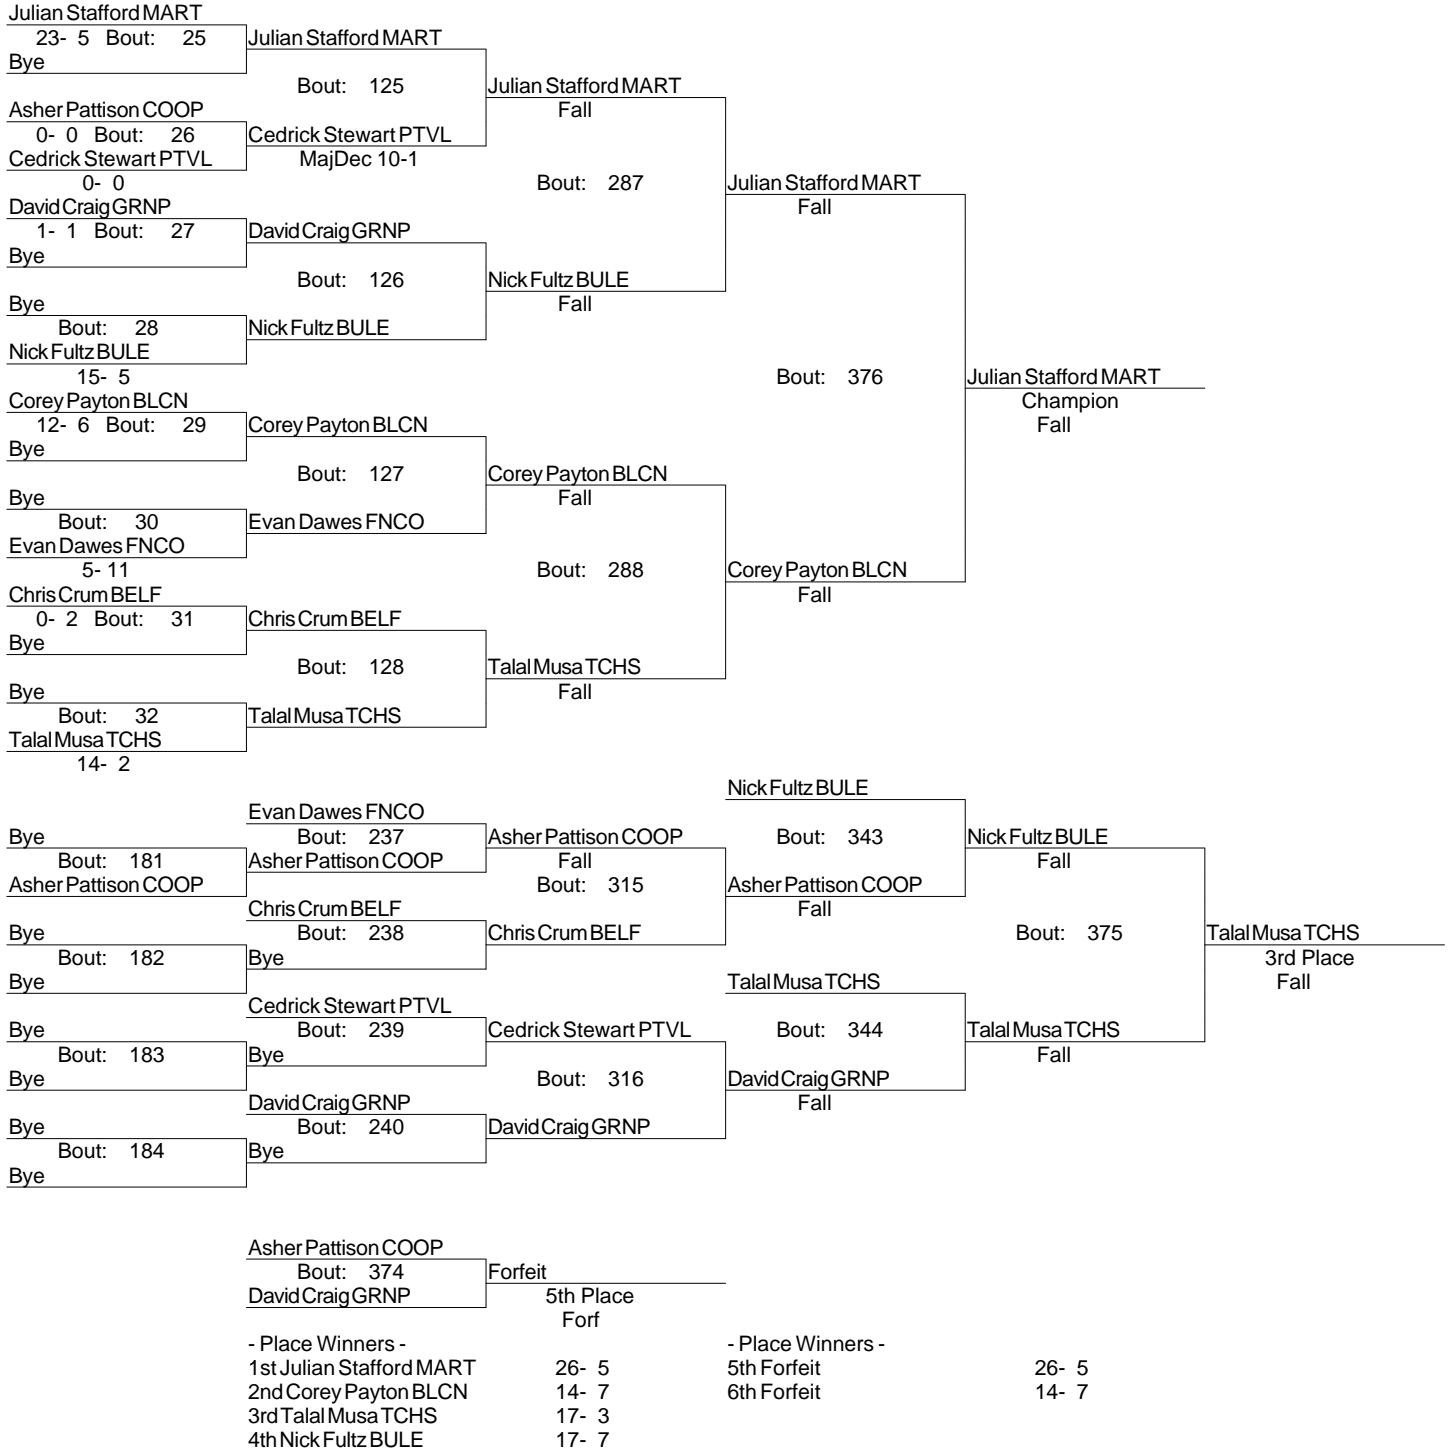 Julian Stafford MART
23- 5 Bout: 25 Julian Stafford MART
Bye
Bout: 125 Julian Stafford MART
Asher Pattison COOP Fall
0- 0 Bout: 26 Cedrick Stewart PTVL
Cedrick Stewart PTVL MajDec 10-1
0- 0 Bout: 287 Julian Stafford MART
David Craig GRNP Fall
1- 1 Bout: 27 David Craig GRNP
Bye
Bout: 126 Nick Fultz BULE
Bye Fall
Bout: 28 Nick Fultz BULE
Nick Fultz BULE
15- 5 Bout: 376 Julian Stafford MART
Corey Payton BLCN Champion
12- 6 Bout: 29 Corey Payton BLCN Fall
Bye
Bout: 127 Corey Payton BLCN
Bye Fall
Bout: 30 Evan Dawes FNCO
Evan Dawes FNCO
5- 11 Bout: 288 Corey Payton BLCN
Chris Crum BELF Fall
0- 2 Bout: 31 Chris Crum BELF
Bye
Bout: 128 Talal Musa TCHS
Bye Fall
Bout: 32 Talal Musa TCHS
Talal Musa TCHS
14- 2
Nick Fultz BULE
Evan Dawes FNCO
Bye Bout: 237 Asher Pattison COOP Bout: 343 Nick Fultz BULE
Bout: 181 Asher Pattison COOP Fall Fall
Asher Pattison COOP Bout: 315 Asher Pattison COOP
Chris Crum BELF Fall
Bye Bout: 238 Chris Crum BELF Bout: 375 Talal Musa TCHS
Bout: 182 Bye 3rd Place
Bye Talal Musa TCHS Fall
Cedrick Stewart PTVL
Bye Bout: 239 Cedrick Stewart PTVL Bout: 344 Talal Musa TCHS
Bout: 183 Bye Fall
Bye Bout: 316 David Craig GRNP
David Craig GRNP Fall
Bye Bout: 240 David Craig GRNP
Bout: 184 Bye
Bye
Asher Pattison COOP
Bout: 374 Forfeit
David Craig GRNP 5th Place
Forf
- Place Winners - - Place Winners -
1st Julian Stafford MART 26- 5 5th Forfeit 26- 5
2nd Corey Payton BLCN 14- 7 6th Forfeit 14- 7
3rd Talal Musa TCHS 17- 3
4th Nick Fultz BULE 17- 7